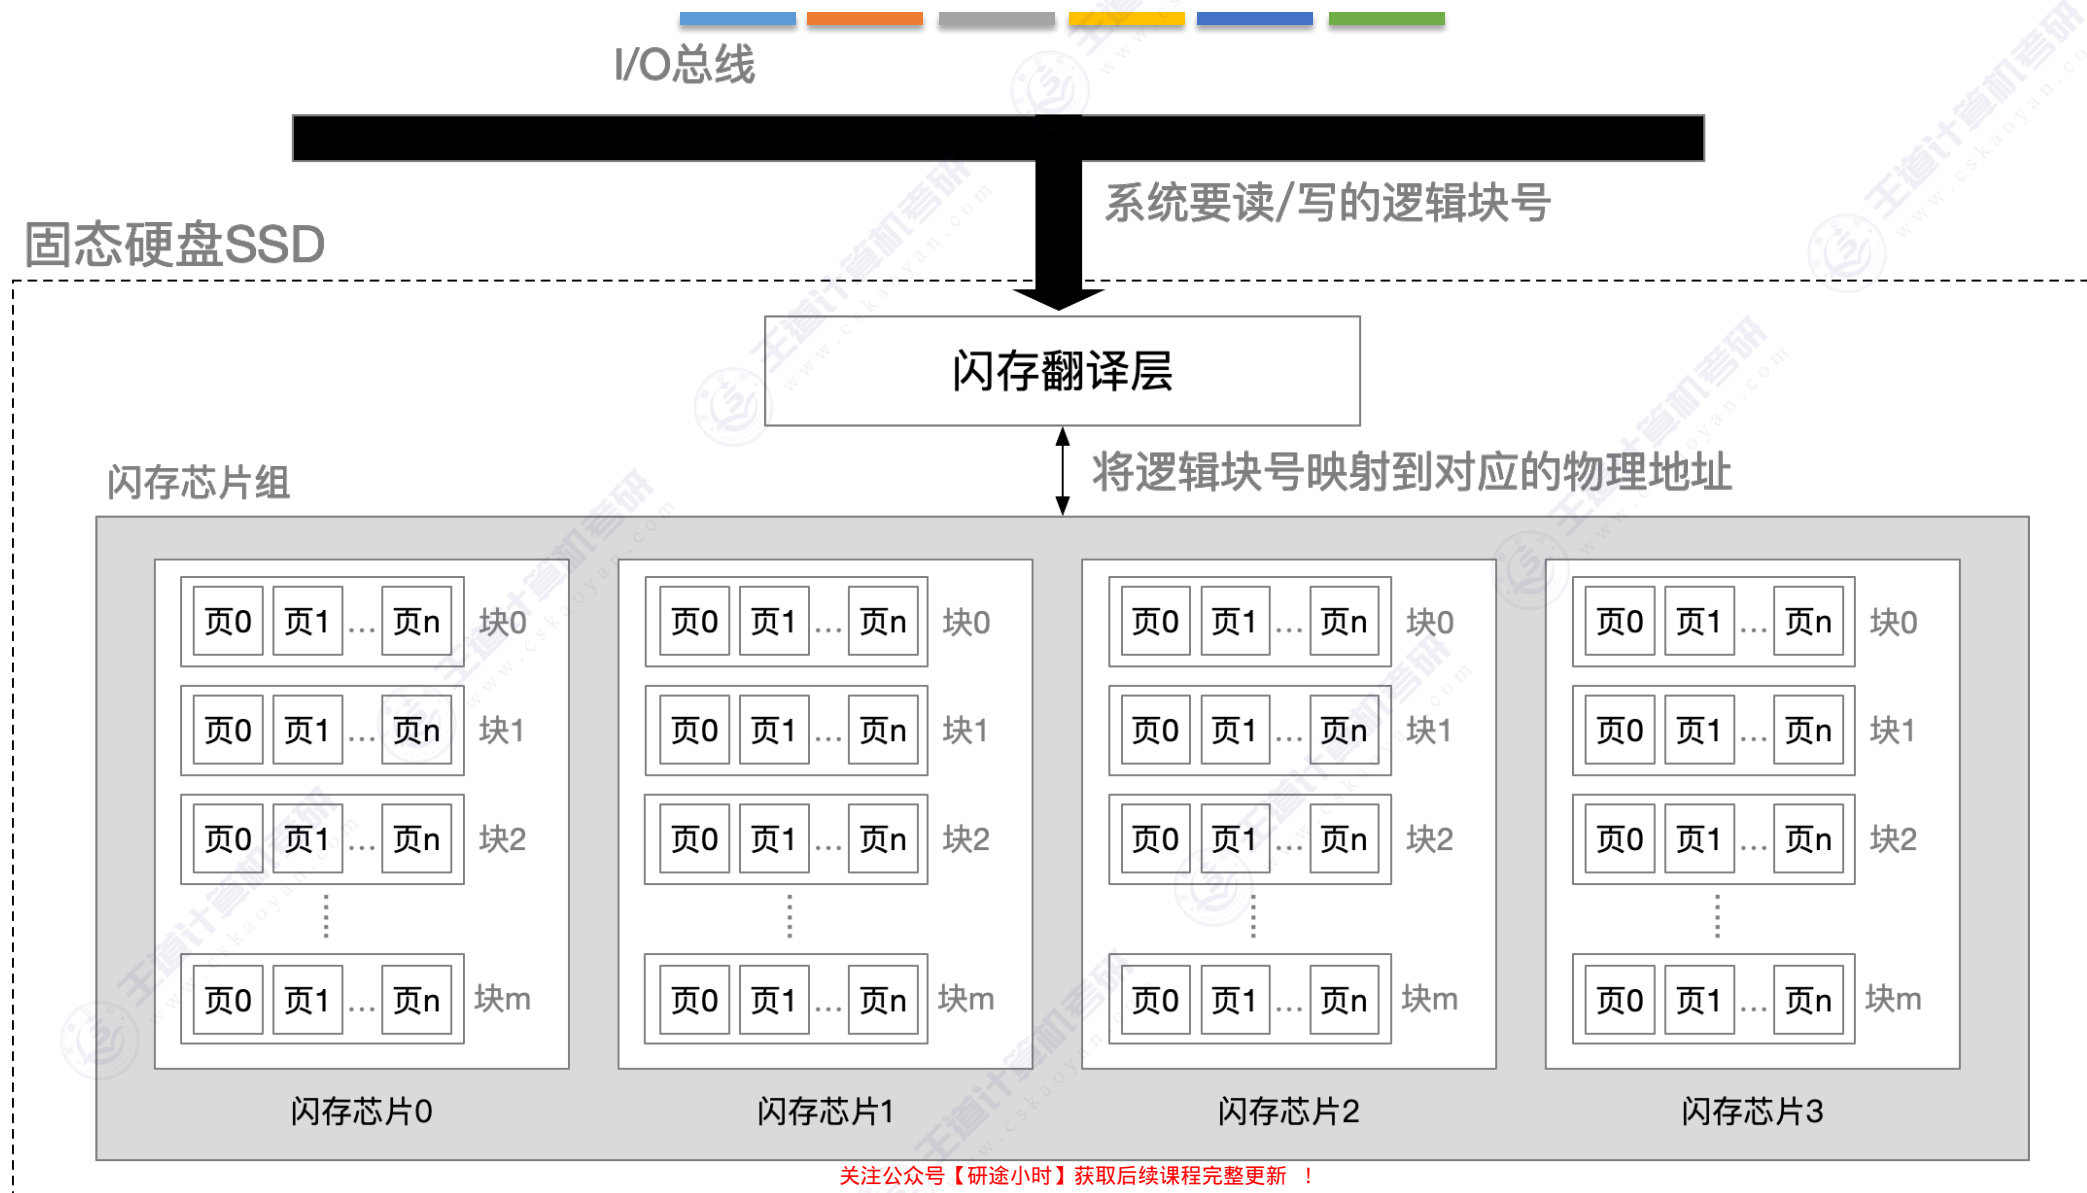 I/O总线
系统要读/写的逻辑块号
固态硬盘SSD
闪存翻译层
将逻辑块号映射到对应的物理地址
闪存芯片组
页0 页1 … 页n 块0 页0 页1 … 页n 块0 页0 页1 … 页n 块0 页0 页1 … 页n 块0
页0 页1 … 页n 块1 页0 页1 … 页n 块1 页0 页1 … 页n 块1 页0 页1 … 页n 块1
页0 页1 … 页n 块2 页0 页1 … 页n 块2 页0 页1 … 页n 块2 页0 页1 … 页n 块2
页0 页1 … 页n 块m 页0 页1 … 页n 块m 页0 页1 … 页n 块m 页0 页1 … 页n 块m
闪存芯片0 闪存芯片1 闪存芯片2 闪存芯片3
关注公众号【研途小时】获取后续课程完整更新 ！
王道计算机考研
www.cskaoyan.com